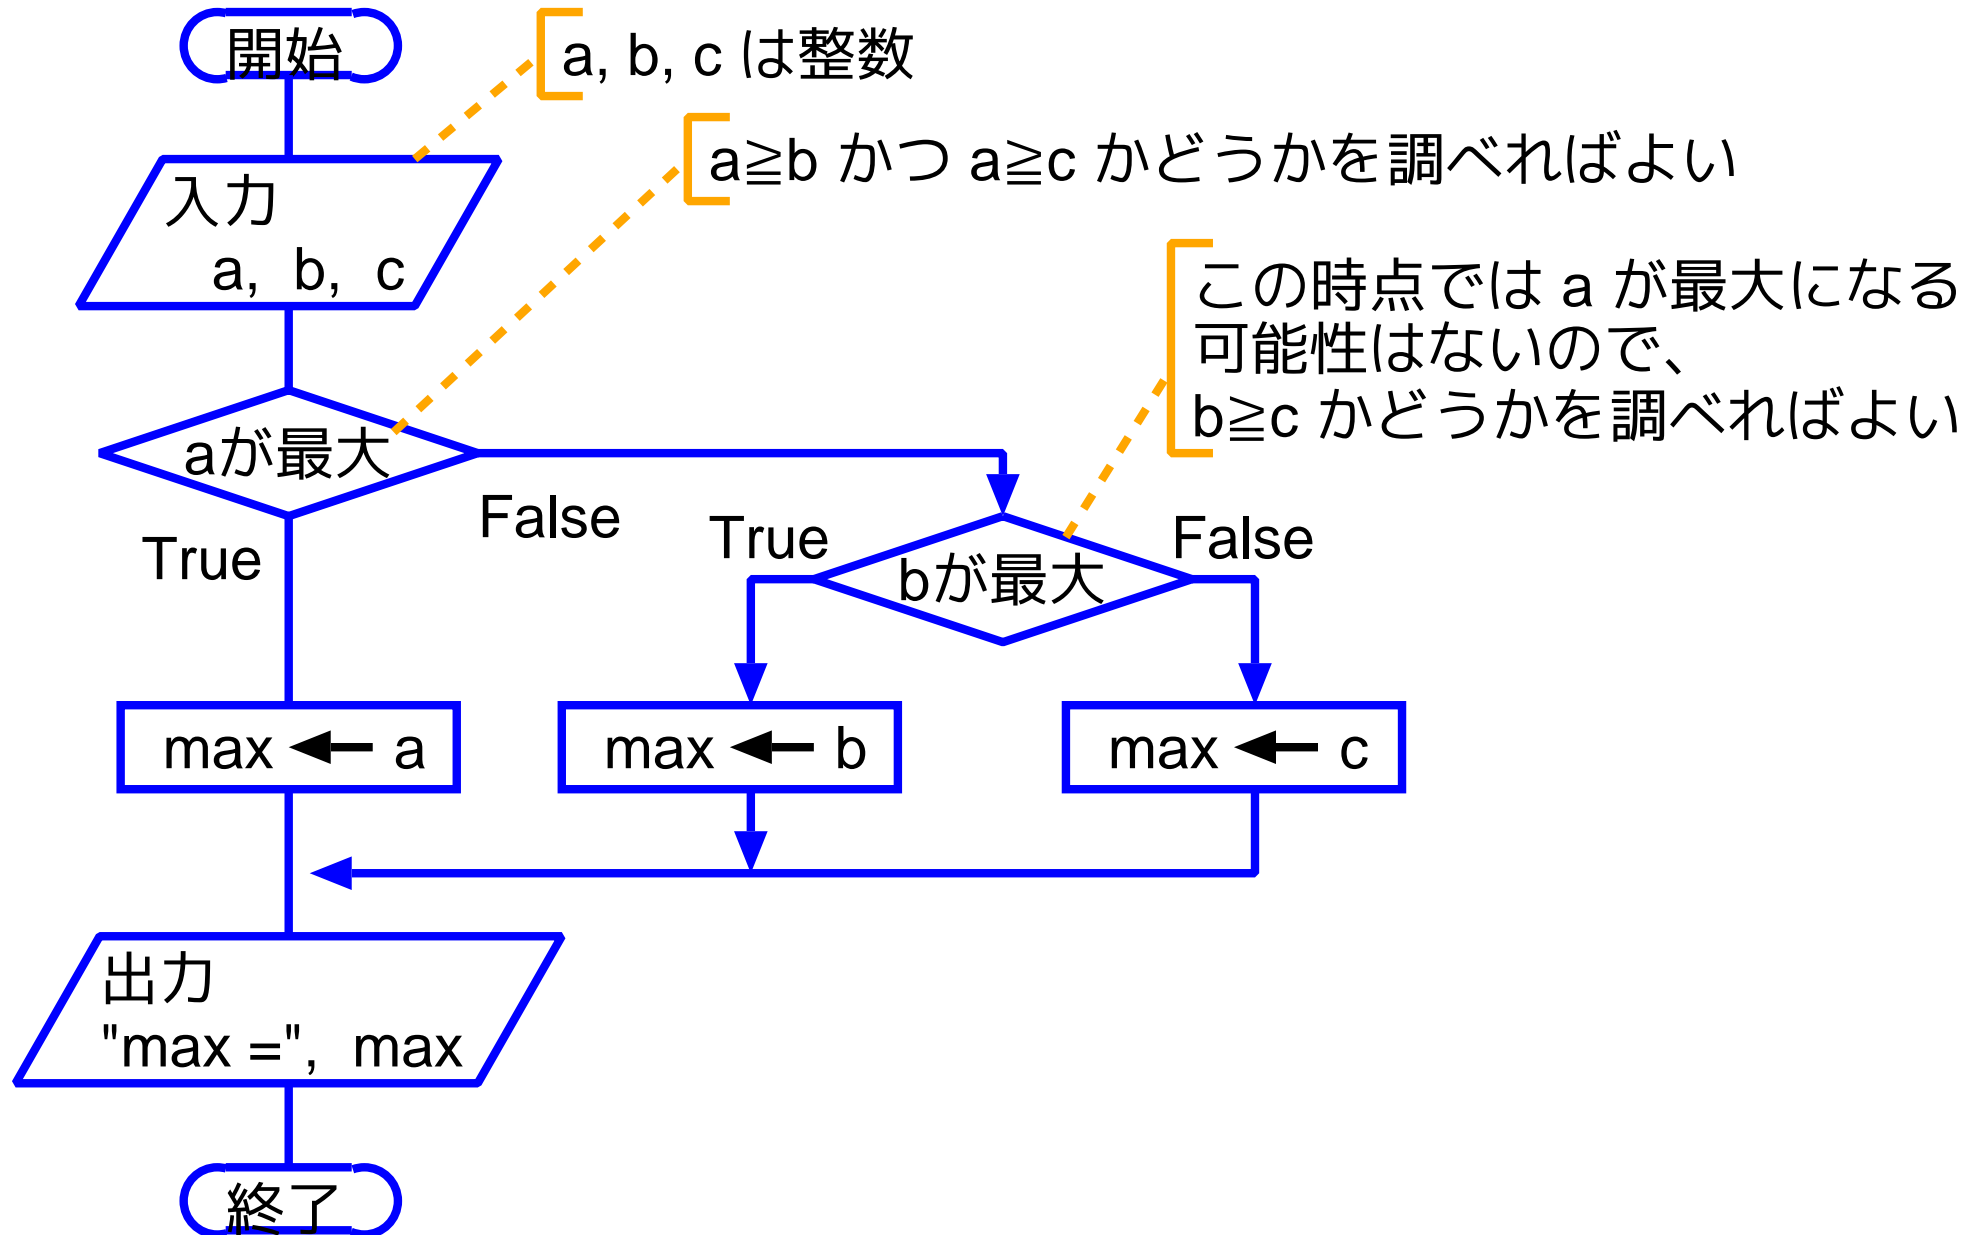 開始
a, b, c は整数
入力
a, b, c
a≧b かつ a≧c かどうかを調べればよい
この時点では a が最大になる
可能性はないので、
b≧c かどうかを調べればよい
aが最大
False
True
True
False
bが最大
max ← a
max ← b
max ← c
出力
"max =", max
終了